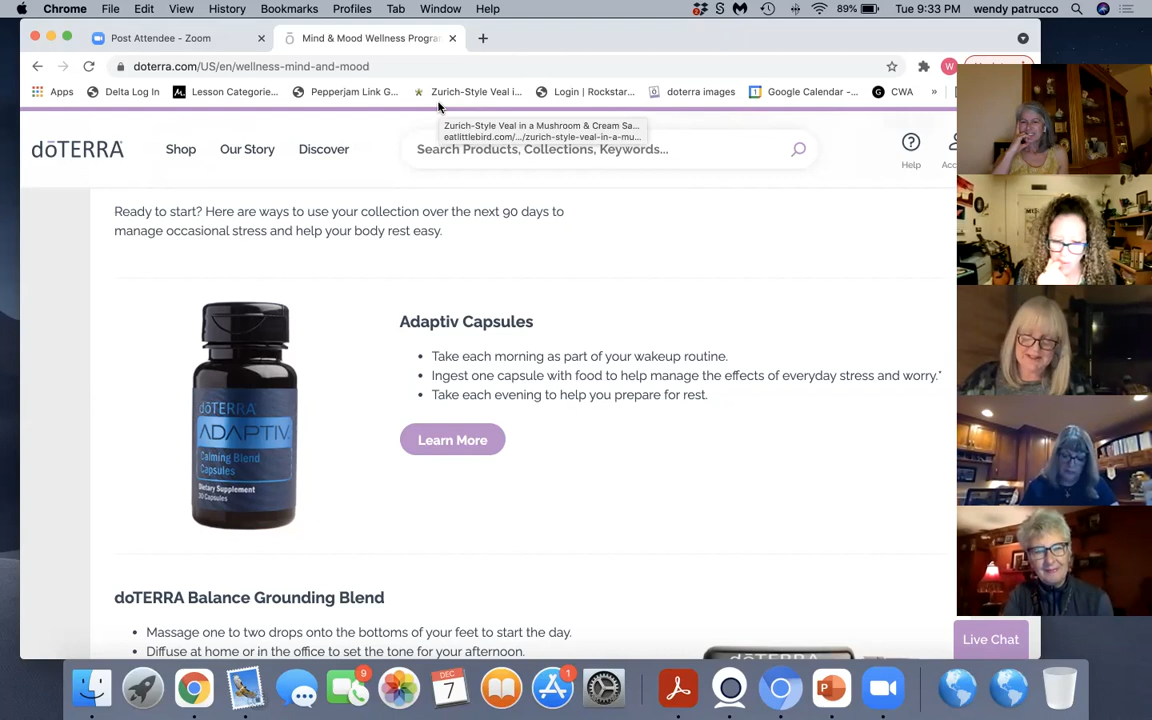 Chrome File Edit View History Bookmarks Profiles Tab Window Help 89% Tue 9:33 PM wendy patrucco
Post Attendee - Zoom Mind & Mood Wellness Progra
doterra.com/US/en/wellness-mind-and-mood W
Apps Delta Log In Lesson Categorie... Pepperjam Link G... Zurich-Style Veal i... Login | Rockstar... doterra images Google Calendar -... CWA »
Zurich-Style Veal in a Mushroom & Cream Sa...
eatlittlebird.com/.../zurich-style-veal-in-a-mu...
dōTERRA Shop Our Story Discover Search Products, Collections, Keywords...
Help Acc
Ready to start? Here are ways to use your collection over the next 90 days to
manage occasional stress and help your body rest easy.
Adaptiv Capsules
• Take each morning as part of your wakeup routine.
• Ingest one capsule with food to help manage the effects of everyday stress and worry.*
• Take each evening to help you prepare for rest.
Learn More
dōTERRA
ADAPTIV
Calming Blend
Capsules
Dietary Supplement
30 Capsules
doTERRA Balance Grounding Blend
• Massage one to two drops onto the bottoms of your feet to start the day.
• Diffuse at home or in the office to set the tone for your afternoon.
dōTERRA
Live Chat
9
DEC
7
1